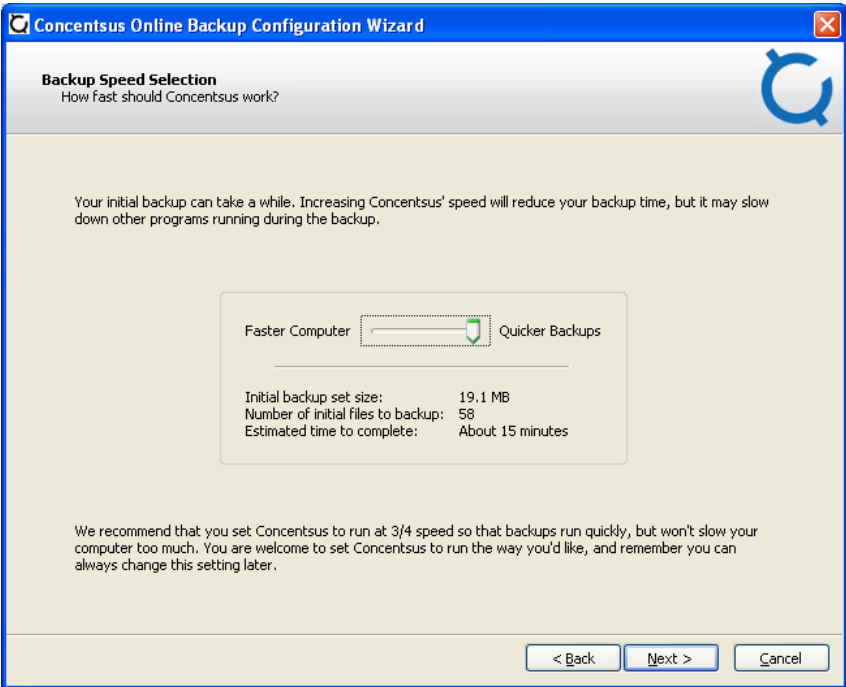 Concentsus Online Backup Configuration Wizard
Backup Speed Selection
How fast should Concentsus work?
Your initial backup can take a while. Increasing Concentsus' speed will reduce your backup time, but it may slow
down other programs running during the backup.
Faster Computer Quicker Backups
Initial backup set size: 19.1 MB
Number of initial files to backup: 58
Estimated time to complete: About 15 minutes
We recommend that you set Concentsus to run at 3/4 speed so that backups run quickly, but won't slow your
computer too much. You are welcome to set Concentsus to run the way you'd like, and remember you can
always change this setting later.
< Back Next > Cancel